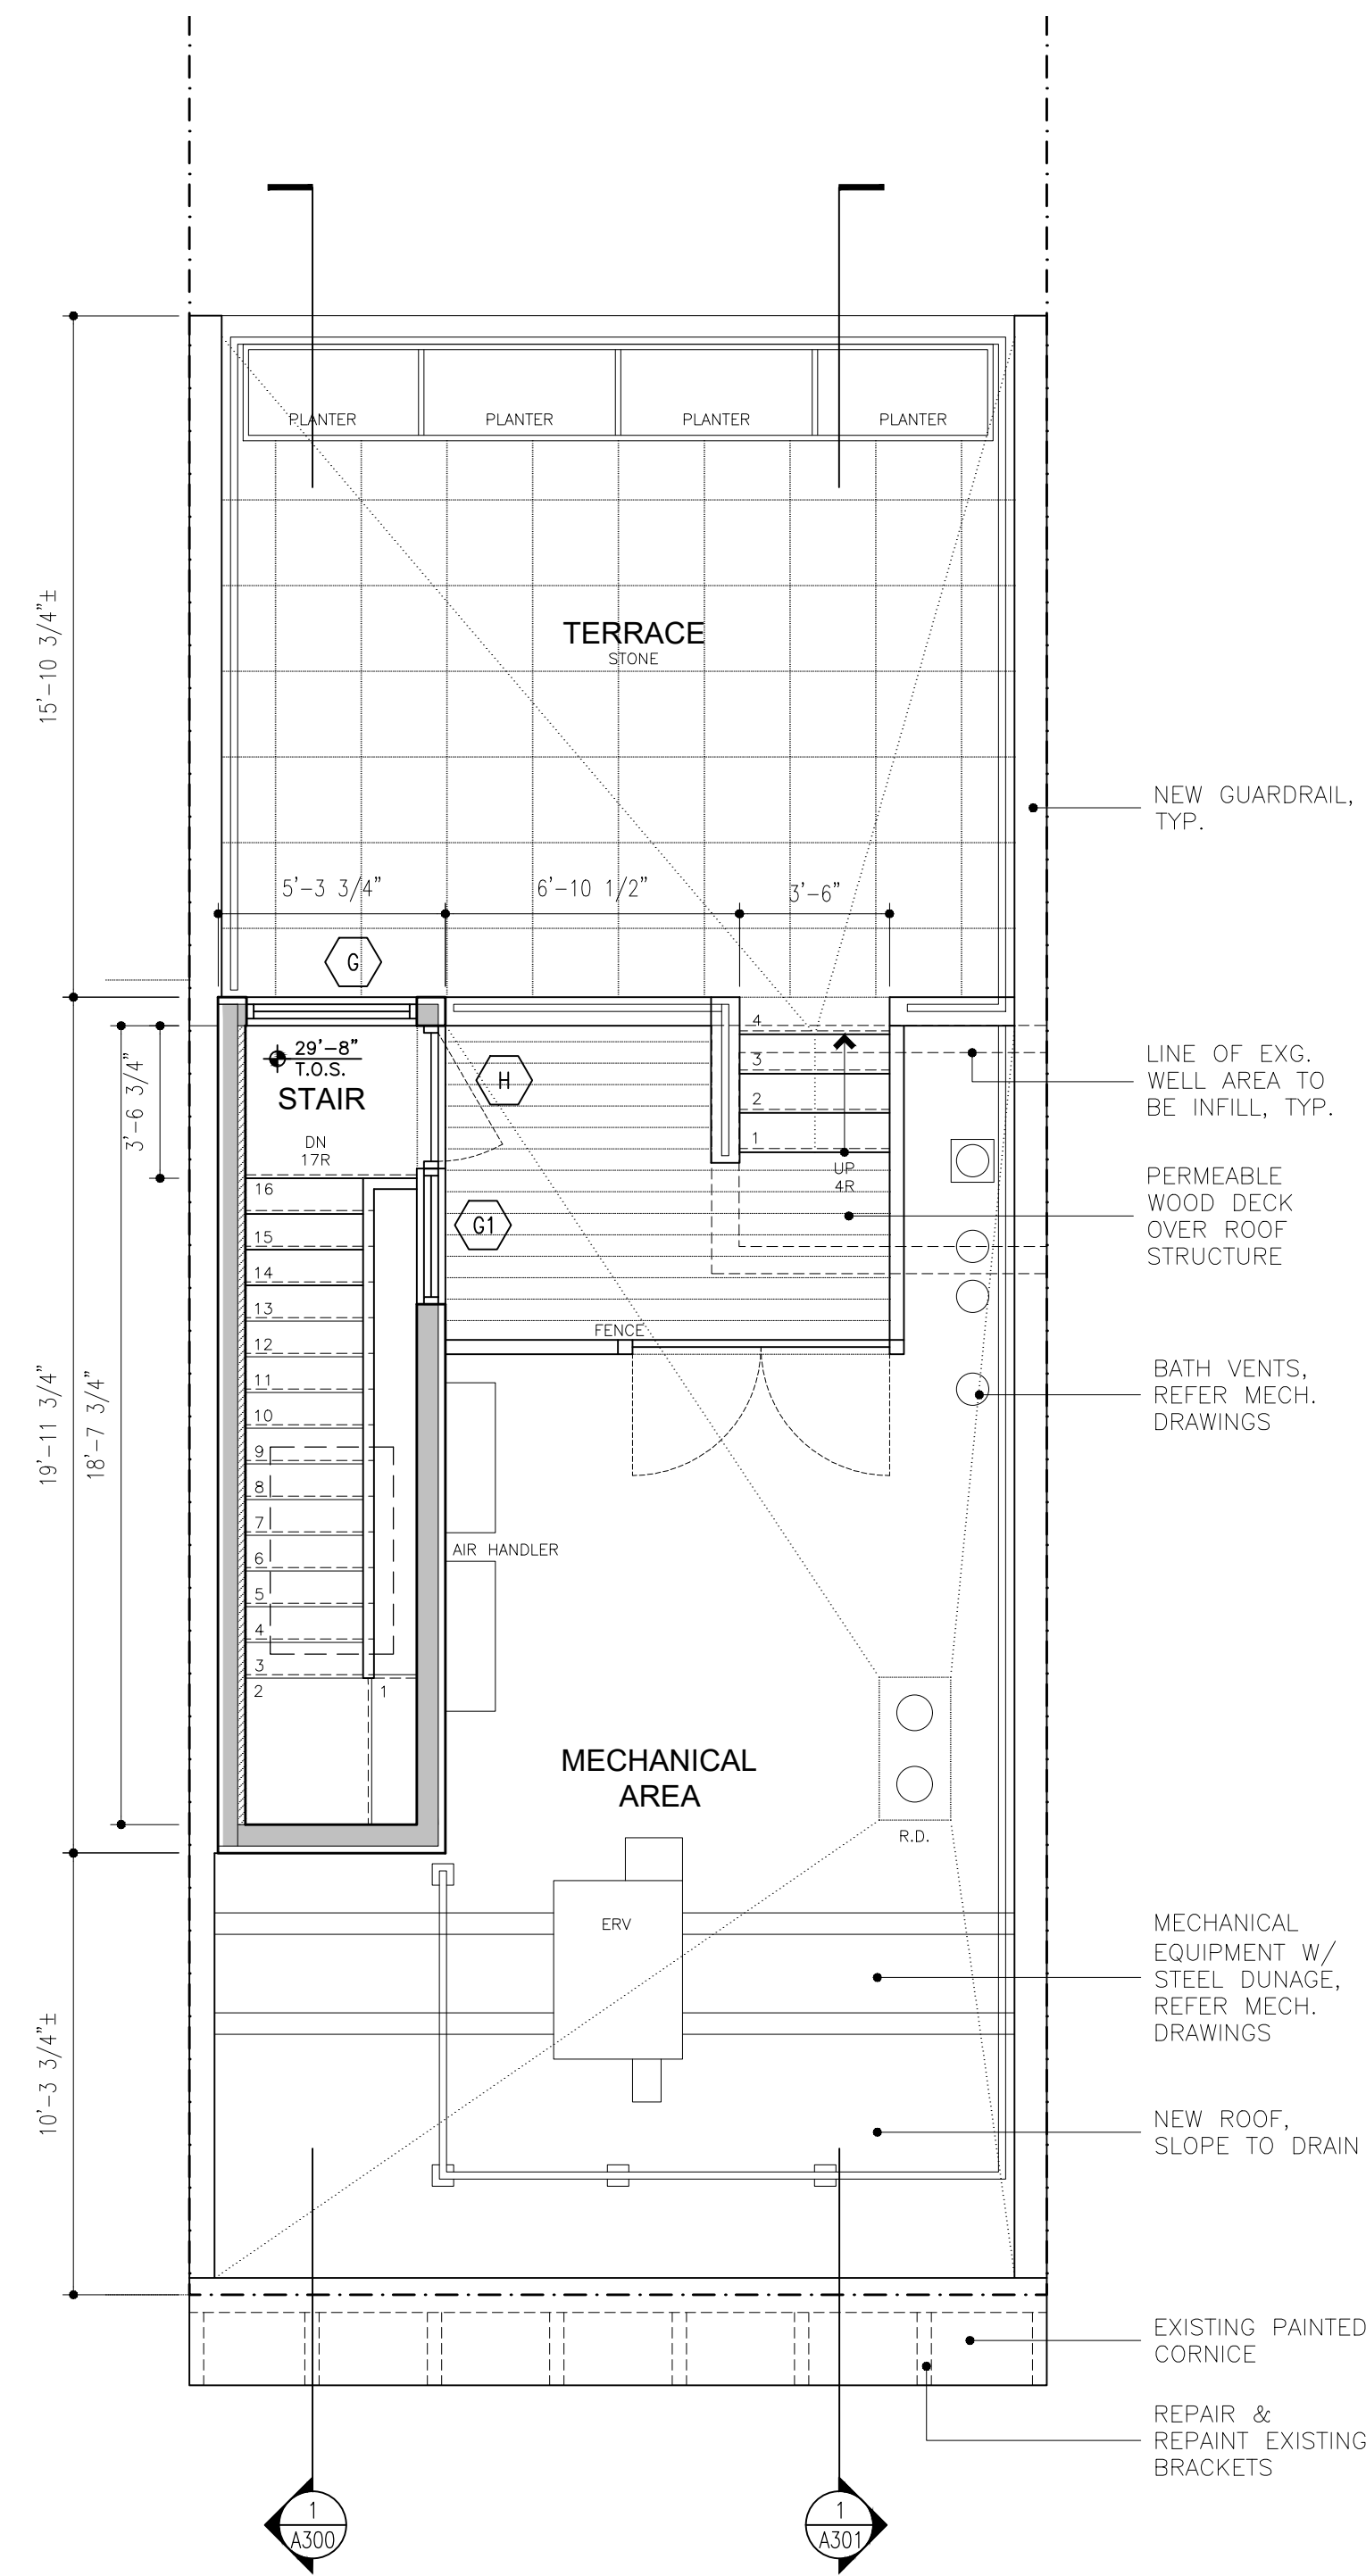 PLANTER
PLANTER
PLANTER
PLANTER
15'-10 3/4"±
TERRACE
STONE
NEW GUARDRAIL,
TYP.
5'-3 3/4"
6'-10 1/2"
3'-6"
G
29'-8"
T.O.S.
STAIR
DN
17R
3'-6 3/4"
H
4
3
2
1
UP
4R
LINE OF EXG.
WELL AREA TO
BE INFILL, TYP.
PERMEABLE
WOOD DECK
OVER ROOF
STRUCTURE
G1
16
15
14
13
12
11
10
9
8
7
6
5
4
3
2
1
FENCE
BATH VENTS,
REFER MECH.
DRAWINGS
19'-11 3/4"
18'-7 3/4"
AIR HANDLER
MECHANICAL
AREA
R.D.
ERV
MECHANICAL
EQUIPMENT W/
STEEL DUNAGE,
REFER MECH.
DRAWINGS
10'-3 3/4"±
NEW ROOF,
SLOPE TO DRAIN
EXISTING PAINTED
CORNICE
REPAIR &
REPAINT EXISTING
BRACKETS
1
A300
1
A301